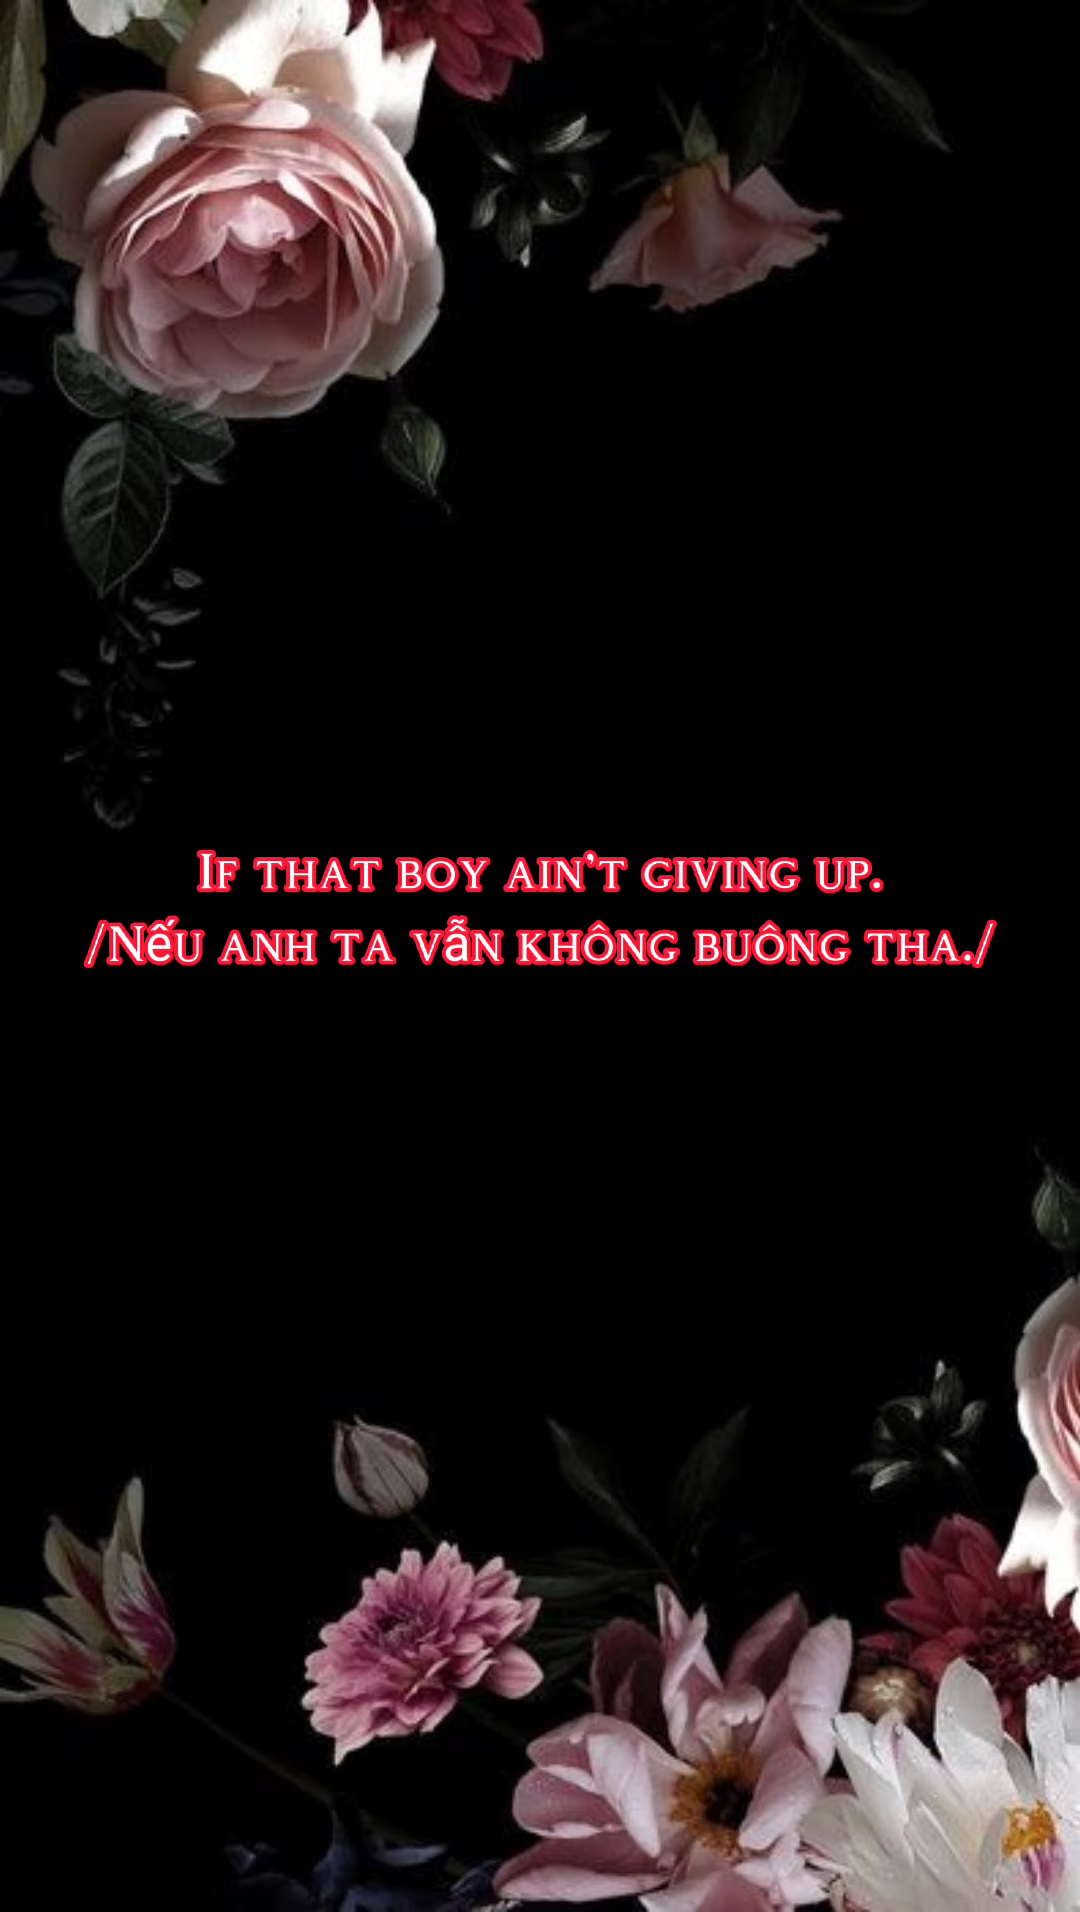 If that boy ain't giving up.
/Nếu anh ta vẫn không buông tha./